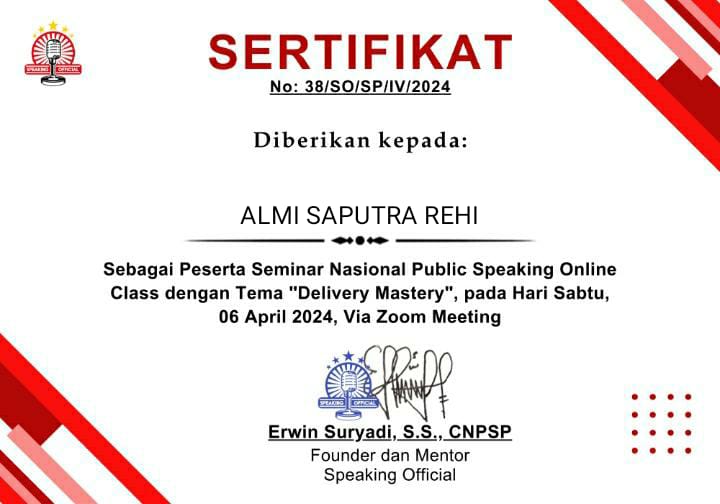 SPEAKING OFFICIAL
SERTIFIKAT
No: 38/SO/SP/IV/2024
Diberikan kepada:
ALMI SAPUTRA REHI
Sebagai Peserta Seminar Nasional Public Speaking Online
Class dengan Tema "Delivery Mastery", pada Hari Sabtu,
06 April 2024, Via Zoom Meeting
SPEAKING OFFICIAL
Erwin Suryadi, S.S., CNPSP
Founder dan Mentor
Speaking Official